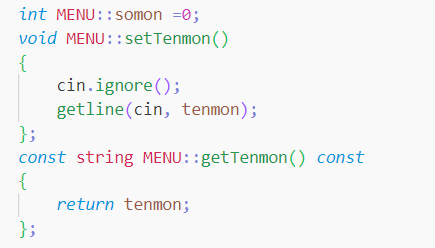 int MENU::somon =0;
void MENU::setTenmon()
{
    cin.ignore();
    getline(cin, tenmon);
};
const string MENU::getTenmon() const
{
    return tenmon;
};